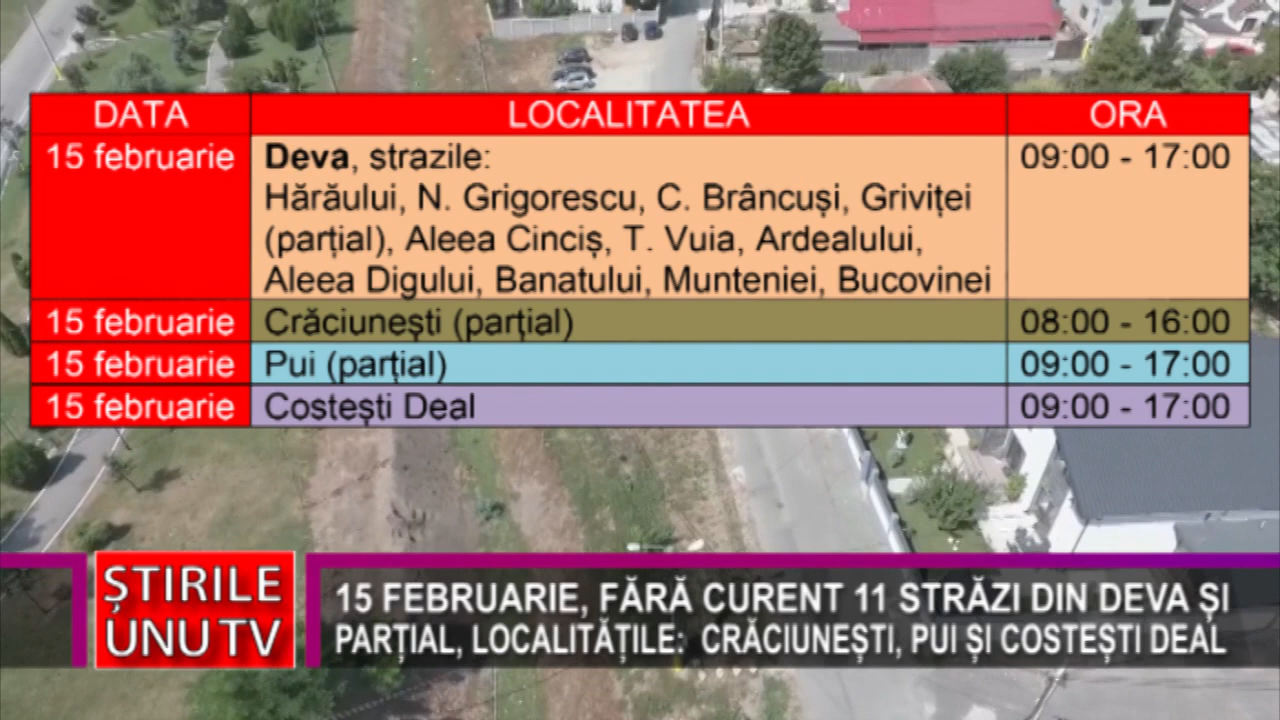 DATA LOCALITATEA ORA
15 februarie Deva, strazile: 09:00 - 17:00
Hărăului, N. Grigorescu, C. Brâncuși, Griviței
(parțial), Aleea Cinciș, T. Vuia, Ardealului,
Aleea Digului, Banatului, Munteniei, Bucovinei
15 februarie Crăciunești (parțial) 08:00 - 16:00
15 februarie Pui (parțial) 09:00 - 17:00
15 februarie Costești Deal 09:00 - 17:00
ȘTIRILE
UNU TV
15 FEBRUARIE, FĂRĂ CURENT 11 STRĂZI DIN DEVA ȘI
PARȚIAL, LOCALITĂȚILE: CRĂCIUNEȘTI, PUI ȘI COSTEȘTI DEAL